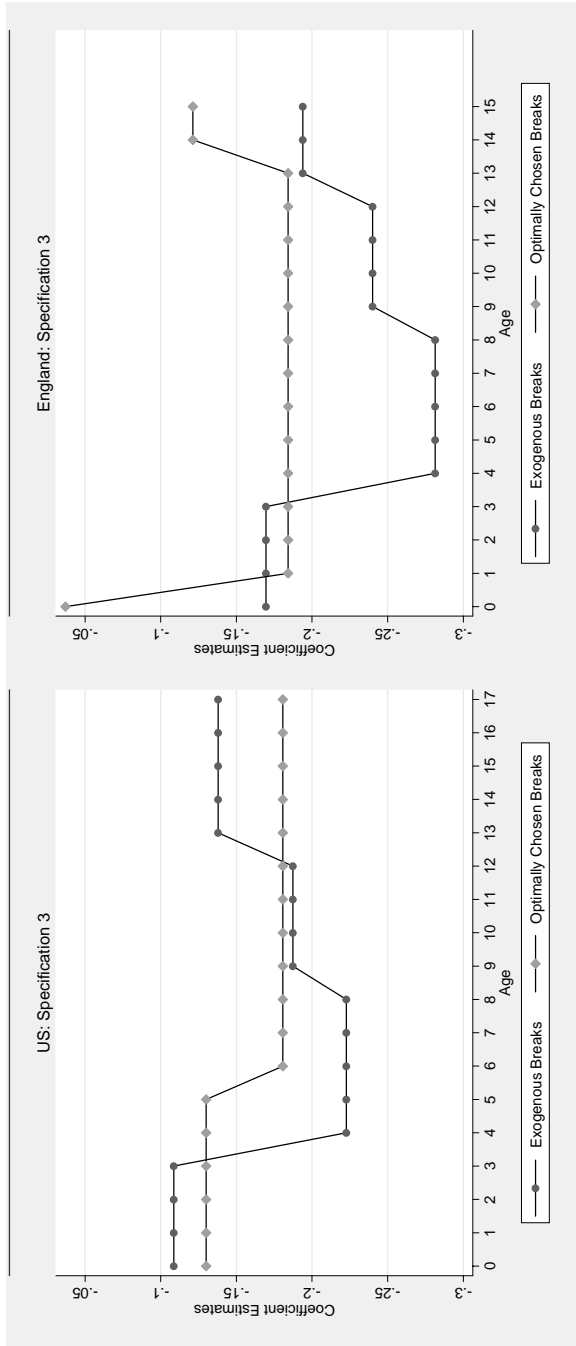 US: Specification 3
-.05
-.1
-.15
-.2
-.25
-.3
Coefficient Estimates
0 1 2 3 4 5 6 7 8 9 10 11 12 13 14 15 16 17
Age
Exogenous Breaks Optimally Chosen Breaks
England: Specification 3
-.05
-.1
-.15
-.2
-.25
-.3
Coefficient Estimates
0 1 2 3 4 5 6 7 8 9 10 11 12 13 14 15
Age
Exogenous Breaks Optimally Chosen Breaks